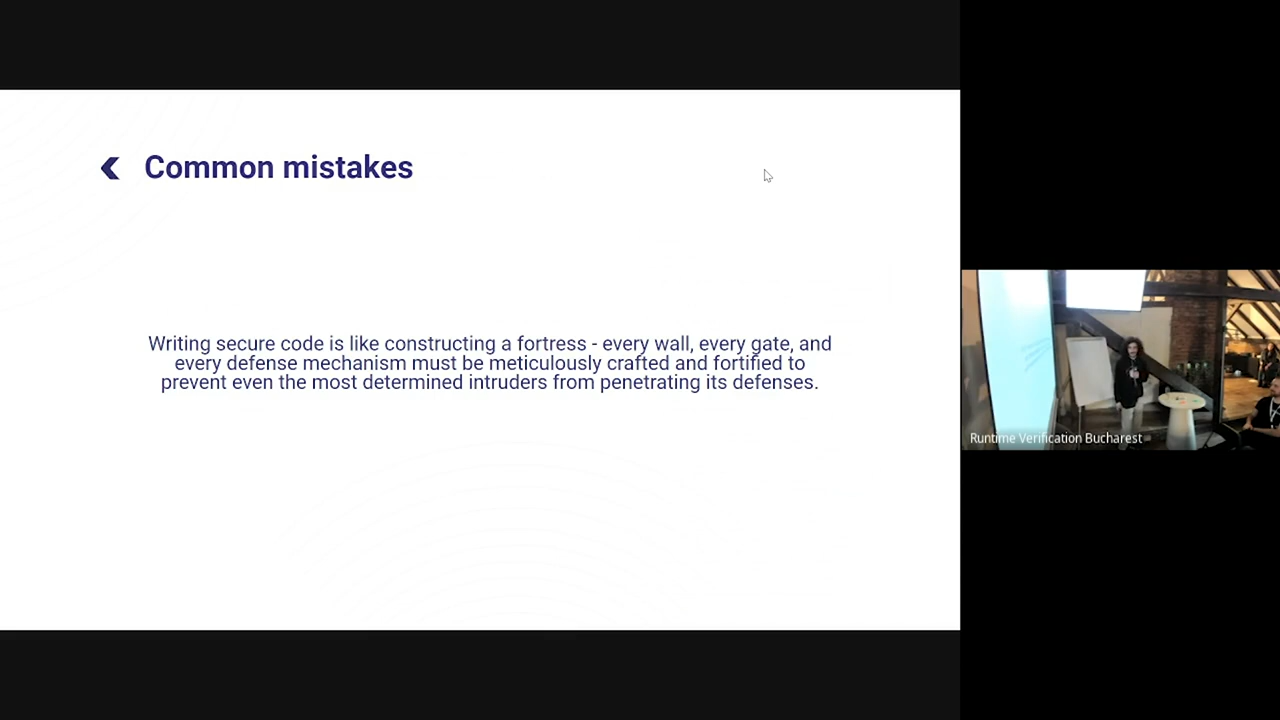 Common mistakes
Writing secure code is like constructing a fortress - every wall, every gate, and
every defense mechanism must be meticulously crafted and fortified to
prevent even the most determined intruders from penetrating its defenses.
Runtime Verification Bucharest